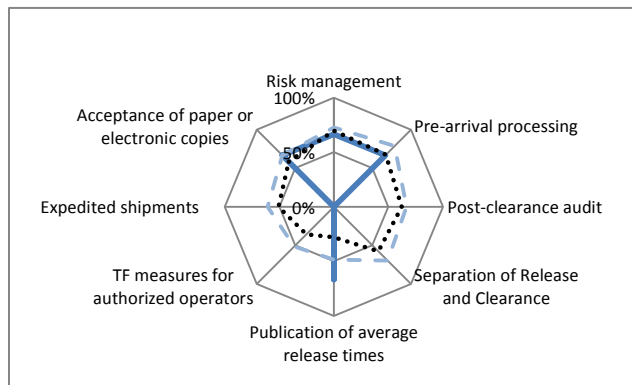 Risk management
100%
Acceptance of paper or
electronic copies
Pre-arrival processing
50%
Expedited shipments
0%
Post-clearance audit
TF measures for
authorized operators
Separation of Release
and Clearance
Publication of average
release times